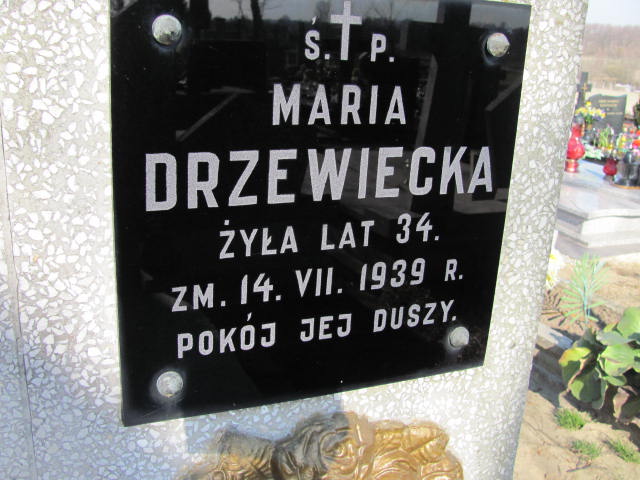 Ś. P.
MARIA
DRZEWIECKA
ŻYŁA LAT 34.
ZM. 14. VII. 1939 R.
POKÓJ JEJ DUSZY.